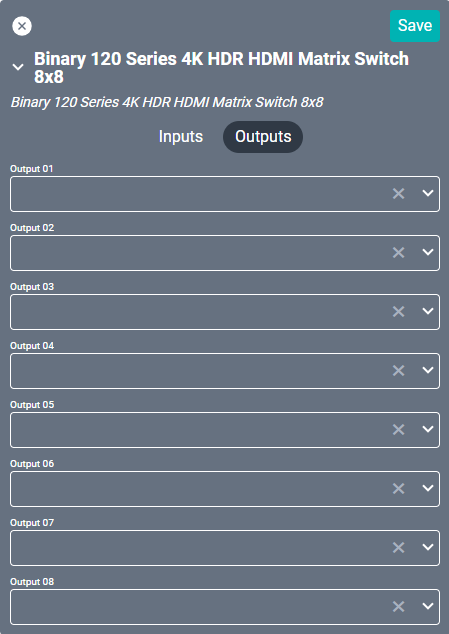 Save
Binary 120 Series 4K HDR HDMI Matrix Switch
8x8
Binary 120 Series 4K HDR HDMI Matrix Switch 8x8
Inputs Outputs
Output 01
Output 02
Output 03
Output 04
Output 05
Output 06
Output 07
Output 08